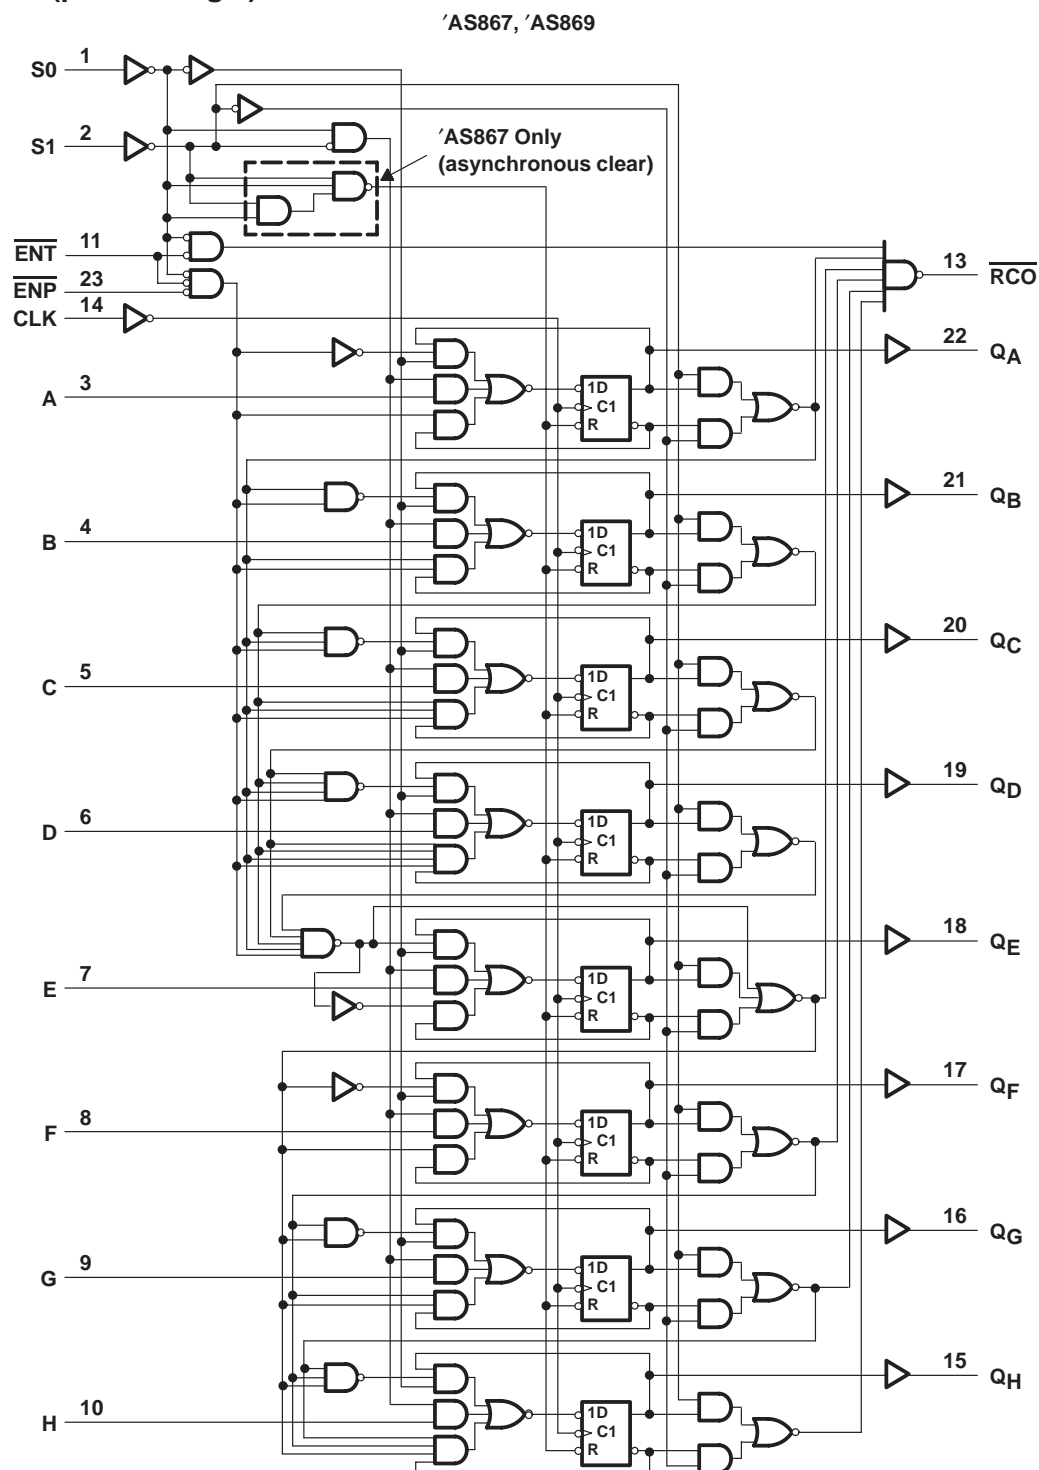 ′AS867, ′AS869
S0 1
S1 2
′AS867 Only
(asynchronous clear)
ENT 11
ENP 23
CLK 14
13 RCO
22 QA
A 3
1D
C1
R
21 QB
B 4
1D
C1
R
20 QC
C 5
1D
C1
R
19 QD
D 6
1D
C1
R
18 QE
E 7
1D
C1
R
17 QF
F 8
1D
C1
R
16 QG
G 9
1D
C1
R
15 QH
H 10
1D
C1
R